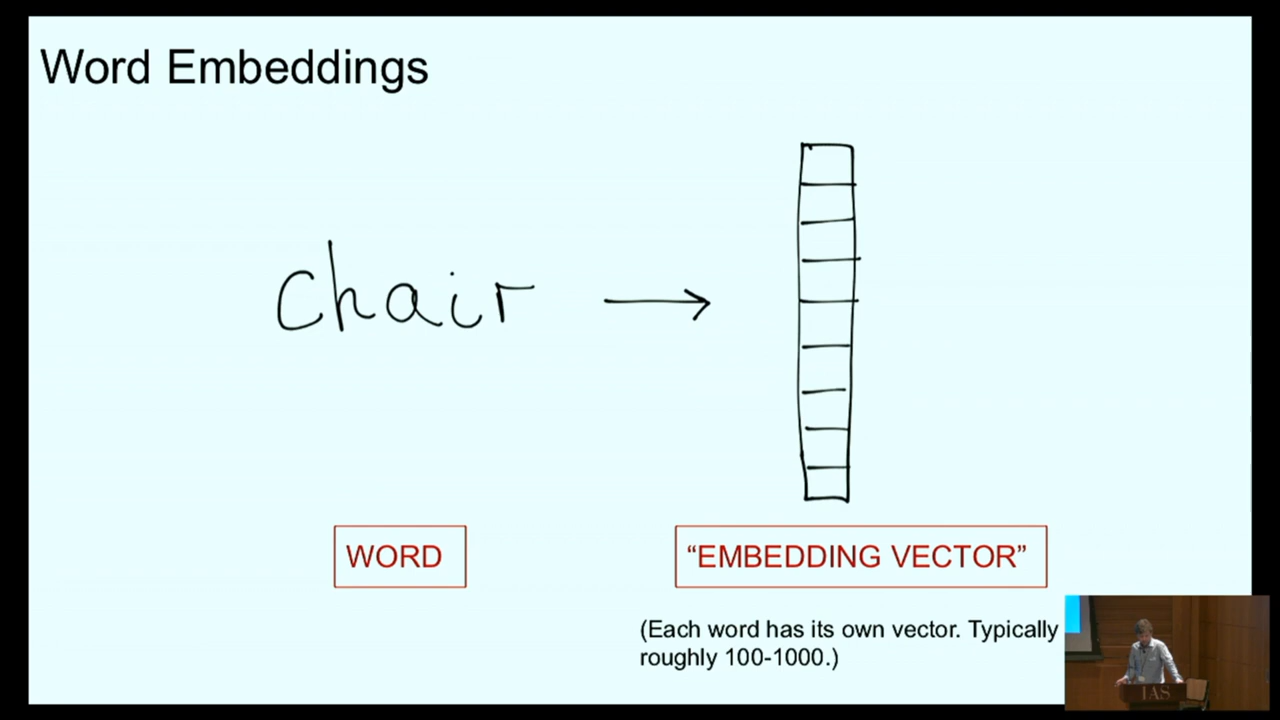 Word Embeddings
chair
WORD
“EMBEDDING VECTOR”
(Each word has its own vector. Typically
roughly 100-1000.)
IAS